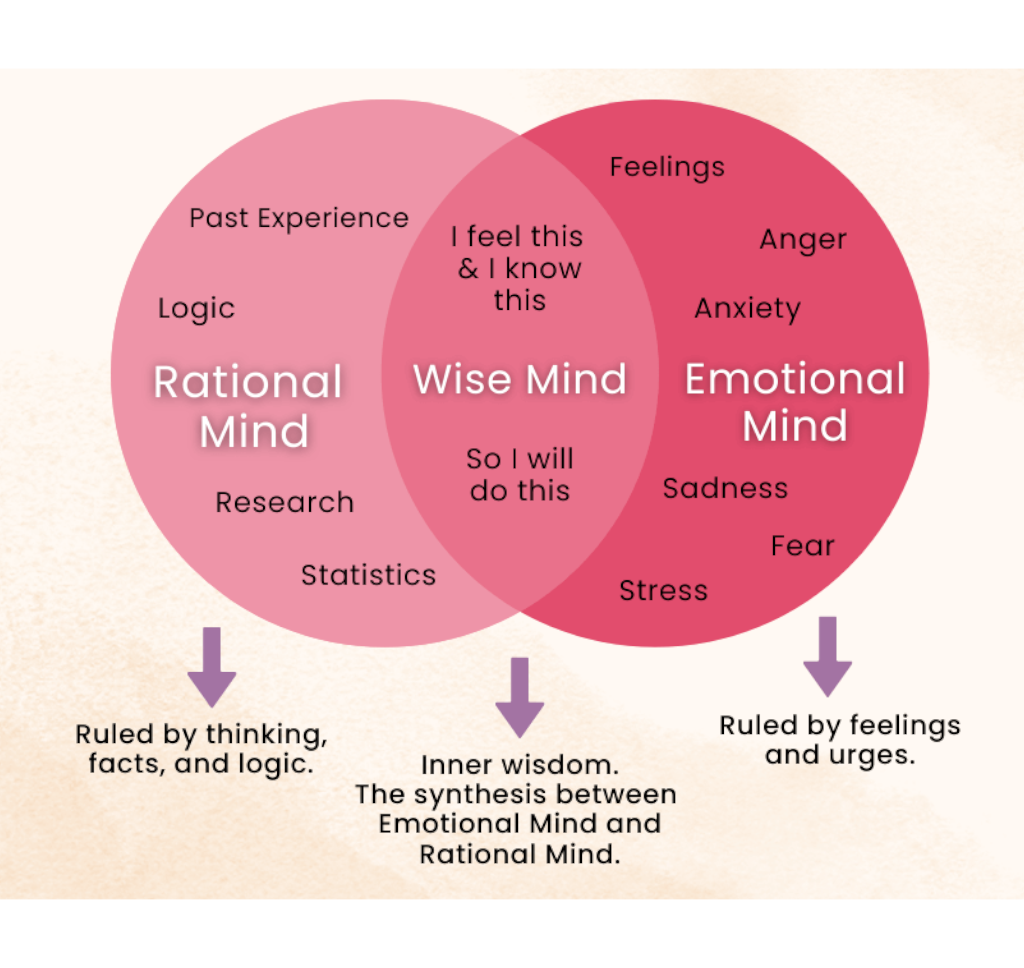 Past Experience
Logic
Rational
Mind
Research
Statistics
I feel this
& I know
this
Wise Mind
So I will
do this
Feelings
Anger
Anxiety
Emotional
Mind
Sadness
Fear
Stress
Ruled by thinking,
facts, and logic.
Inner wisdom.
The synthesis between
Emotional Mind and
Rational Mind.
Ruled by feelings
and urges.